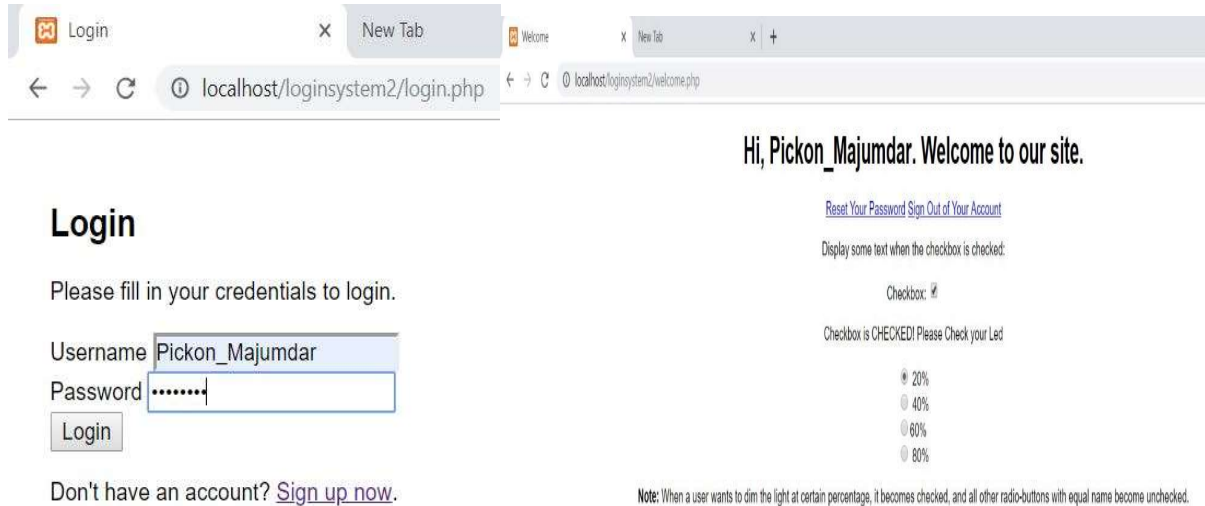 Login
New Tab
localhost/loginsystem2/login.php
Login
Please fill in your credentials to login.
Username Pickon_Majumdar
Password ••••••••
Login
Don't have an account? Sign up now.
Welcome
New Tab
localhost/loginsystem2/welcome.php
Hi, Pickon_Majumdar. Welcome to our site.
Reset Your Password Sign Out of Your Account
Display some text when the checkbox is checked:
Checkbox:
Checkbox is CHECKED! Please Check your Led
20%
40%
60%
80%
Note: When a user wants to dim the light at certain percentage, it becomes checked, and all other radio-buttons with equal name become unchecked.